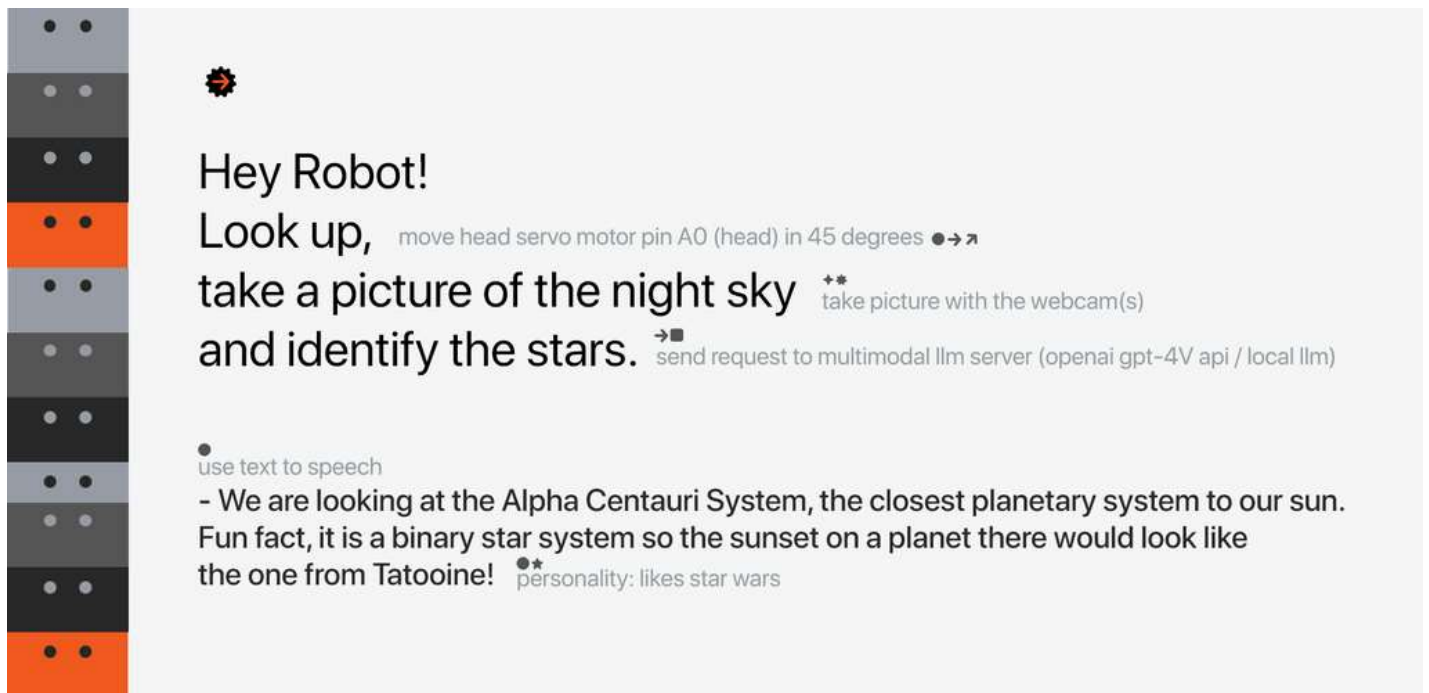 Hey Robot!
Look up, move head servo motor pin A0 (head) in 45 degrees
take a picture of the night sky take picture with the webcam(s)
and identify the stars. send request to multimodal llm server (openai gpt-4V api / local llm)
use text to speech
- We are looking at the Alpha Centauri System, the closest planetary system to our sun.
Fun fact, it is a binary star system so the sunset on a planet there would look like
the one from Tatooine! personality: likes star wars